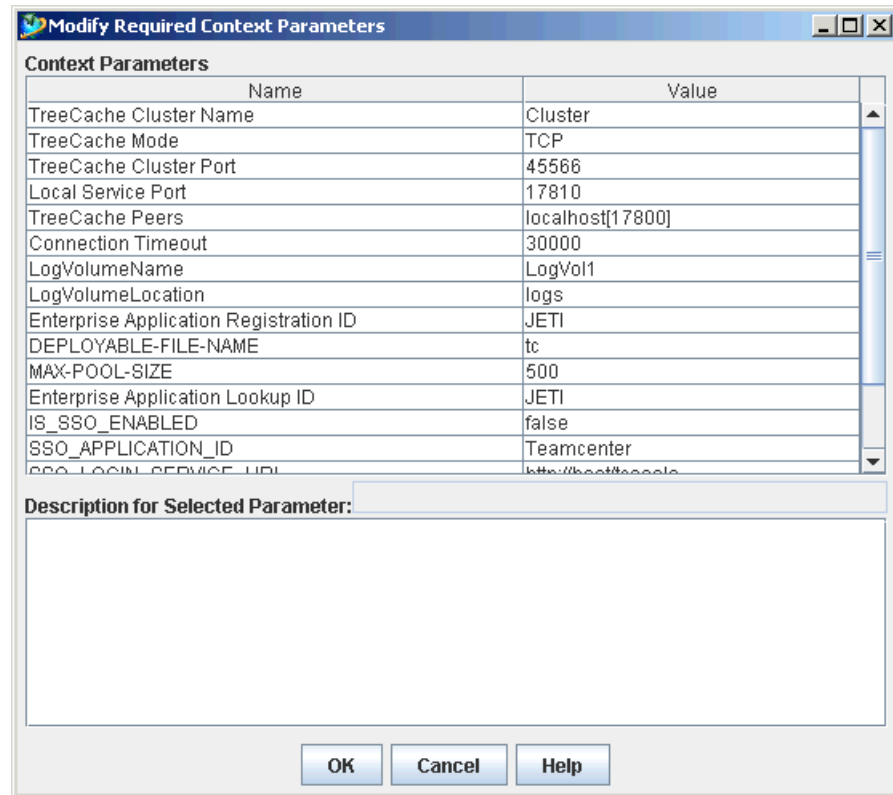 Modify Required Context Parameters
Context Parameters
Name Value
TreeCache Cluster Name Cluster
TreeCache Mode TCP
TreeCache Cluster Port 45566
Local Service Port 17810
TreeCache Peers localhost[17800]
Connection Timeout 30000
LogVolumeName LogVol1
LogVolumeLocation logs
Enterprise Application Registration ID JETI
DEPLOYABLE-FILE-NAME tc
MAX-POOL-SIZE 500
Enterprise Application Lookup ID JETI
IS_SSO_ENABLED false
SSO_APPLICATION_ID Teamcenter
SSO_LOGIN_SERVICE_URL
Description for Selected Parameter:
OK Cancel Help